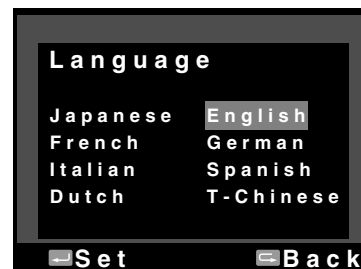 Language
Japanese English
French German
Italian Spanish
Dutch T-Chinese
Set Back